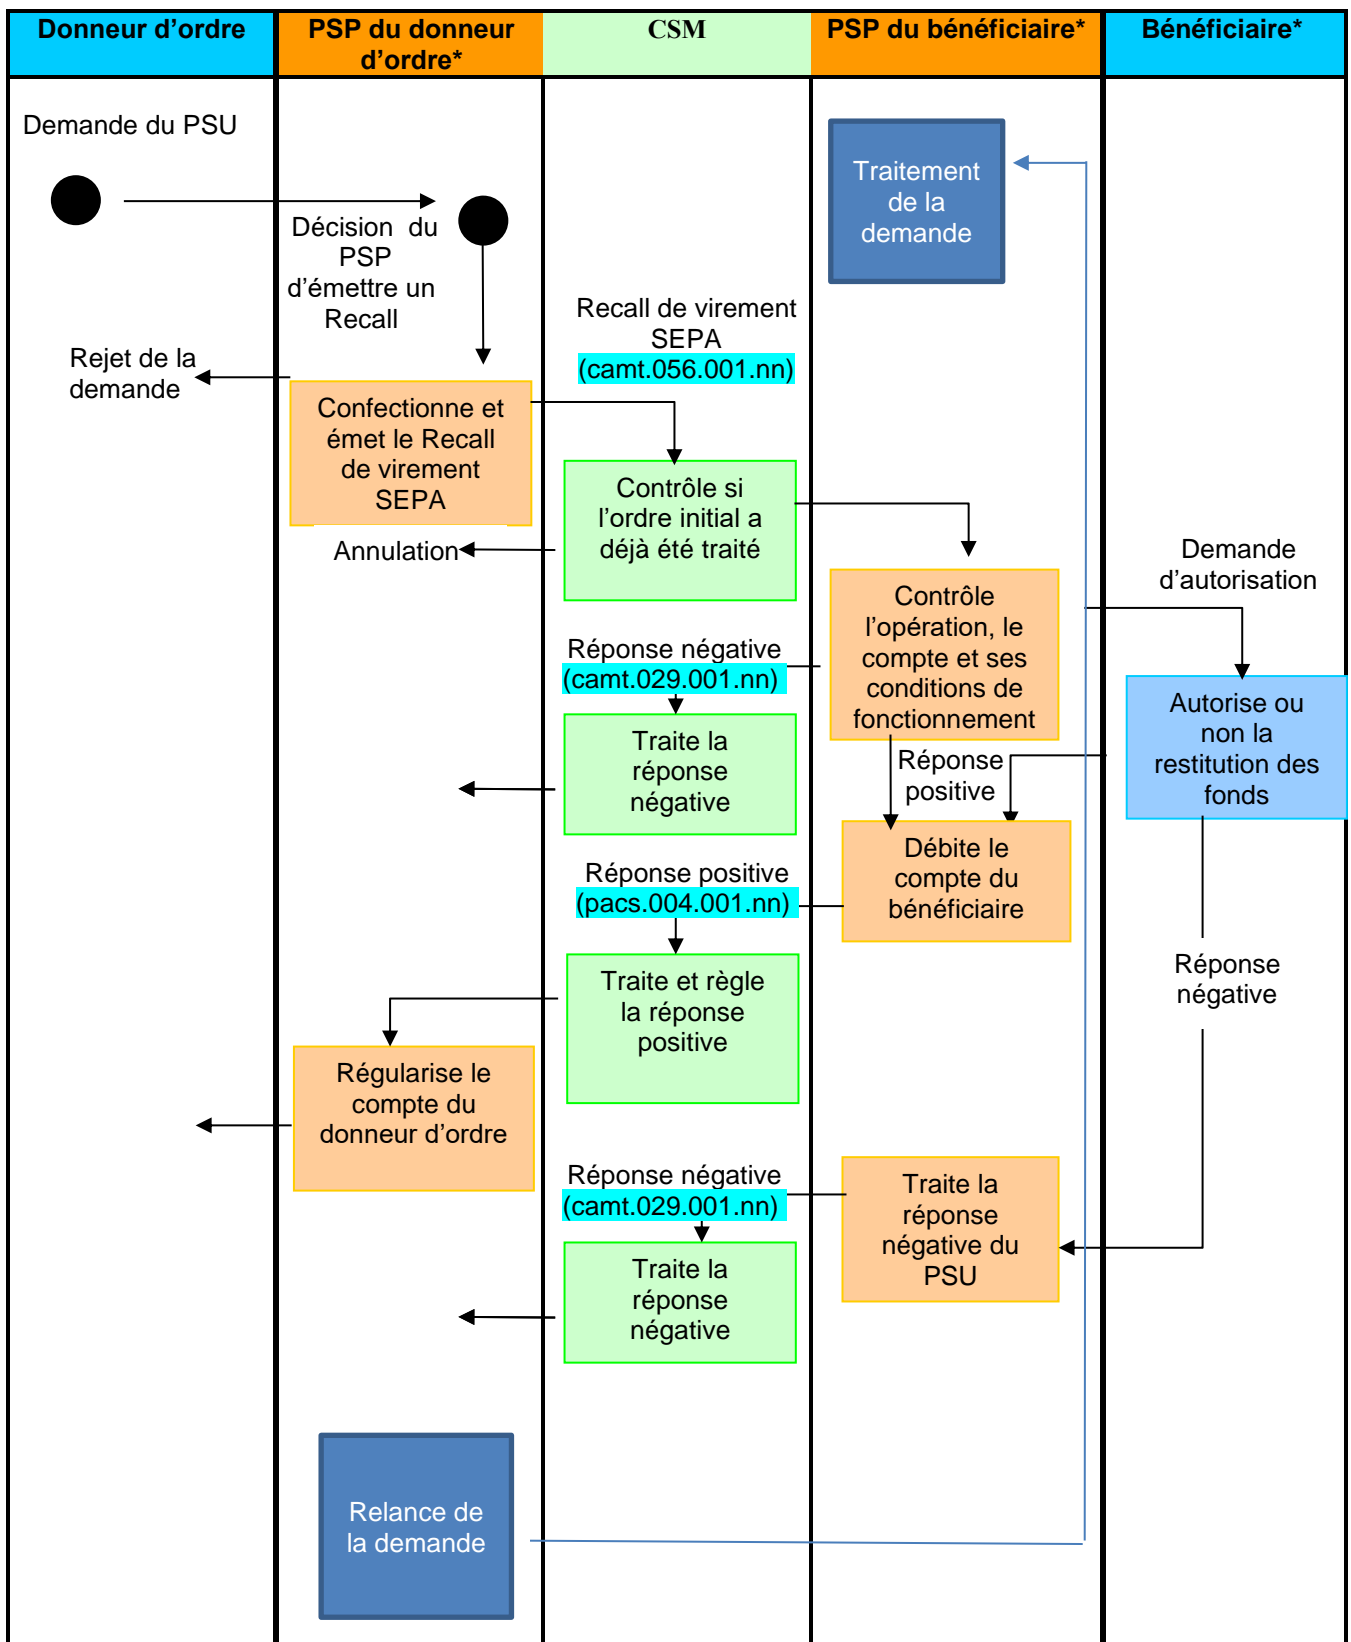 Donneur d'ordre
PSP du donneur
d'ordre*
CSM
PSP du bénéficiaire*
Bénéficiaire*
Demande du PSU
Traitement
de la
demande
Décision du
PSP
d'émettre un
Recall
Recall de virement
SEPA
(camt.056.001.nn)
Rejet de la
demande
Confectionne et
émet le Recall
de virement
SEPA
Contrôle si
l'ordre initial a
déjà été traité
Annulation
Demande
d'autorisation
Contrôle
l'opération, le
compte et ses
conditions de
fonctionnement
Réponse négative
(camt.029.001.nn)
Autorise ou
non la
restitution des
fonds
Traite la
réponse
négative
Réponse
positive
Débite le
compte du
bénéficiaire
Réponse positive
(pacs.004.001.nn)
Réponse
négative
Traite et règle
la réponse
positive
Régularise le
compte du
donneur d'ordre
Réponse négative
(camt.029.001.nn)
Traite la
réponse
négative du
PSU
Traite la
réponse
négative
Relance de
la demande